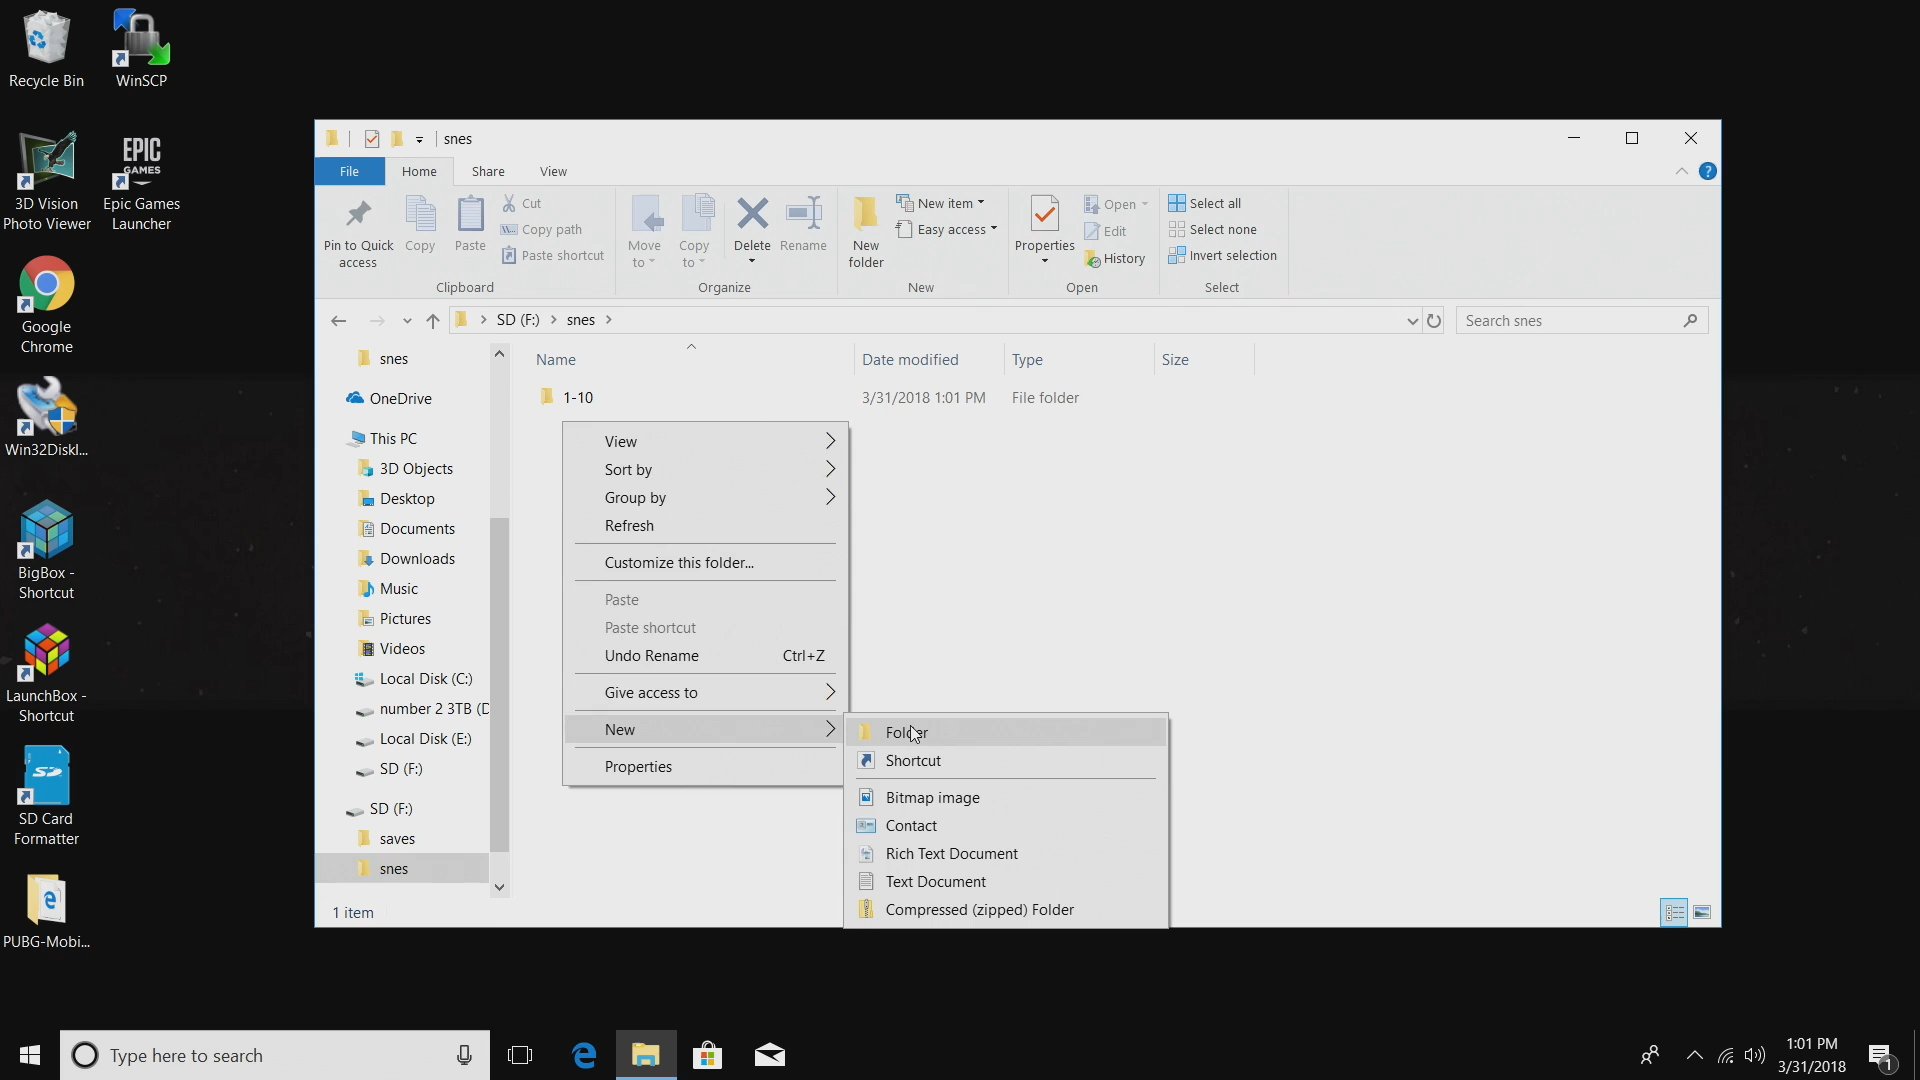 Recycle Bin
WinSCP
3D Vision
Photo Viewer
EPIC
GAMES
Epic Games
Launcher
Google
Chrome
Win32DiskI...
BigBox -
Shortcut
LaunchBox -
Shortcut
SD
SD Card
Formatter
PUBG-Mobi...
snes
File
Home
Share
View
Pin to Quick
access
Copy
Paste
Cut
Copy path
Paste shortcut
Clipboard
Move
to
Copy
to
Delete
Rename
Organize
New
folder
New item
Easy access
New
Properties
Open
Edit
History
Open
Select all
Select none
Invert selection
Select
SD (F:)
snes
Search snes
snes
OneDrive
This PC
3D Objects
Desktop
Documents
Downloads
Music
Pictures
Videos
Local Disk (C:)
number 2 3TB (D
Local Disk (E:)
SD (F:)
SD (F:)
saves
snes
1 item
Name
Date modified
Type
Size
1-10
3/31/2018 1:01 PM
File folder
View
Sort by
Group by
Refresh
Customize this folder...
Paste
Paste shortcut
Undo Rename Ctrl+Z
Give access to
New
Properties
Folder
Shortcut
Bitmap image
Contact
Rich Text Document
Text Document
Compressed (zipped) Folder
Type here to search
1:01 PM
3/31/2018
1